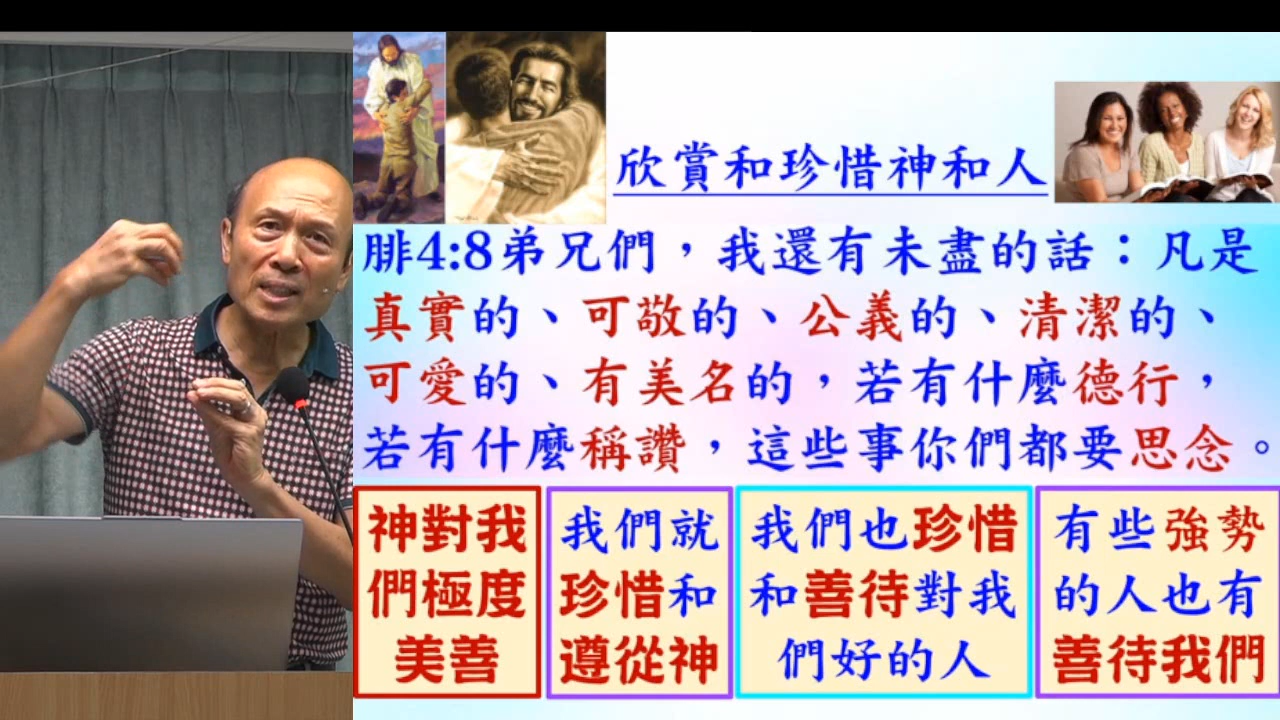 欣賞和珍惜神和人
腓4:8弟兄們，我還有未盡的話：凡是
真實的、可敬的、公義的、清潔的、
可愛的、有美名的，若有什麼德行，
若有什麼稱讚，這些事你們都要思念。
神對我
們極度
美善
我們就
珍惜和
遵從神
我們也珍惜
和善待對我
們好的人
有些強勢
的人也有
善待我們